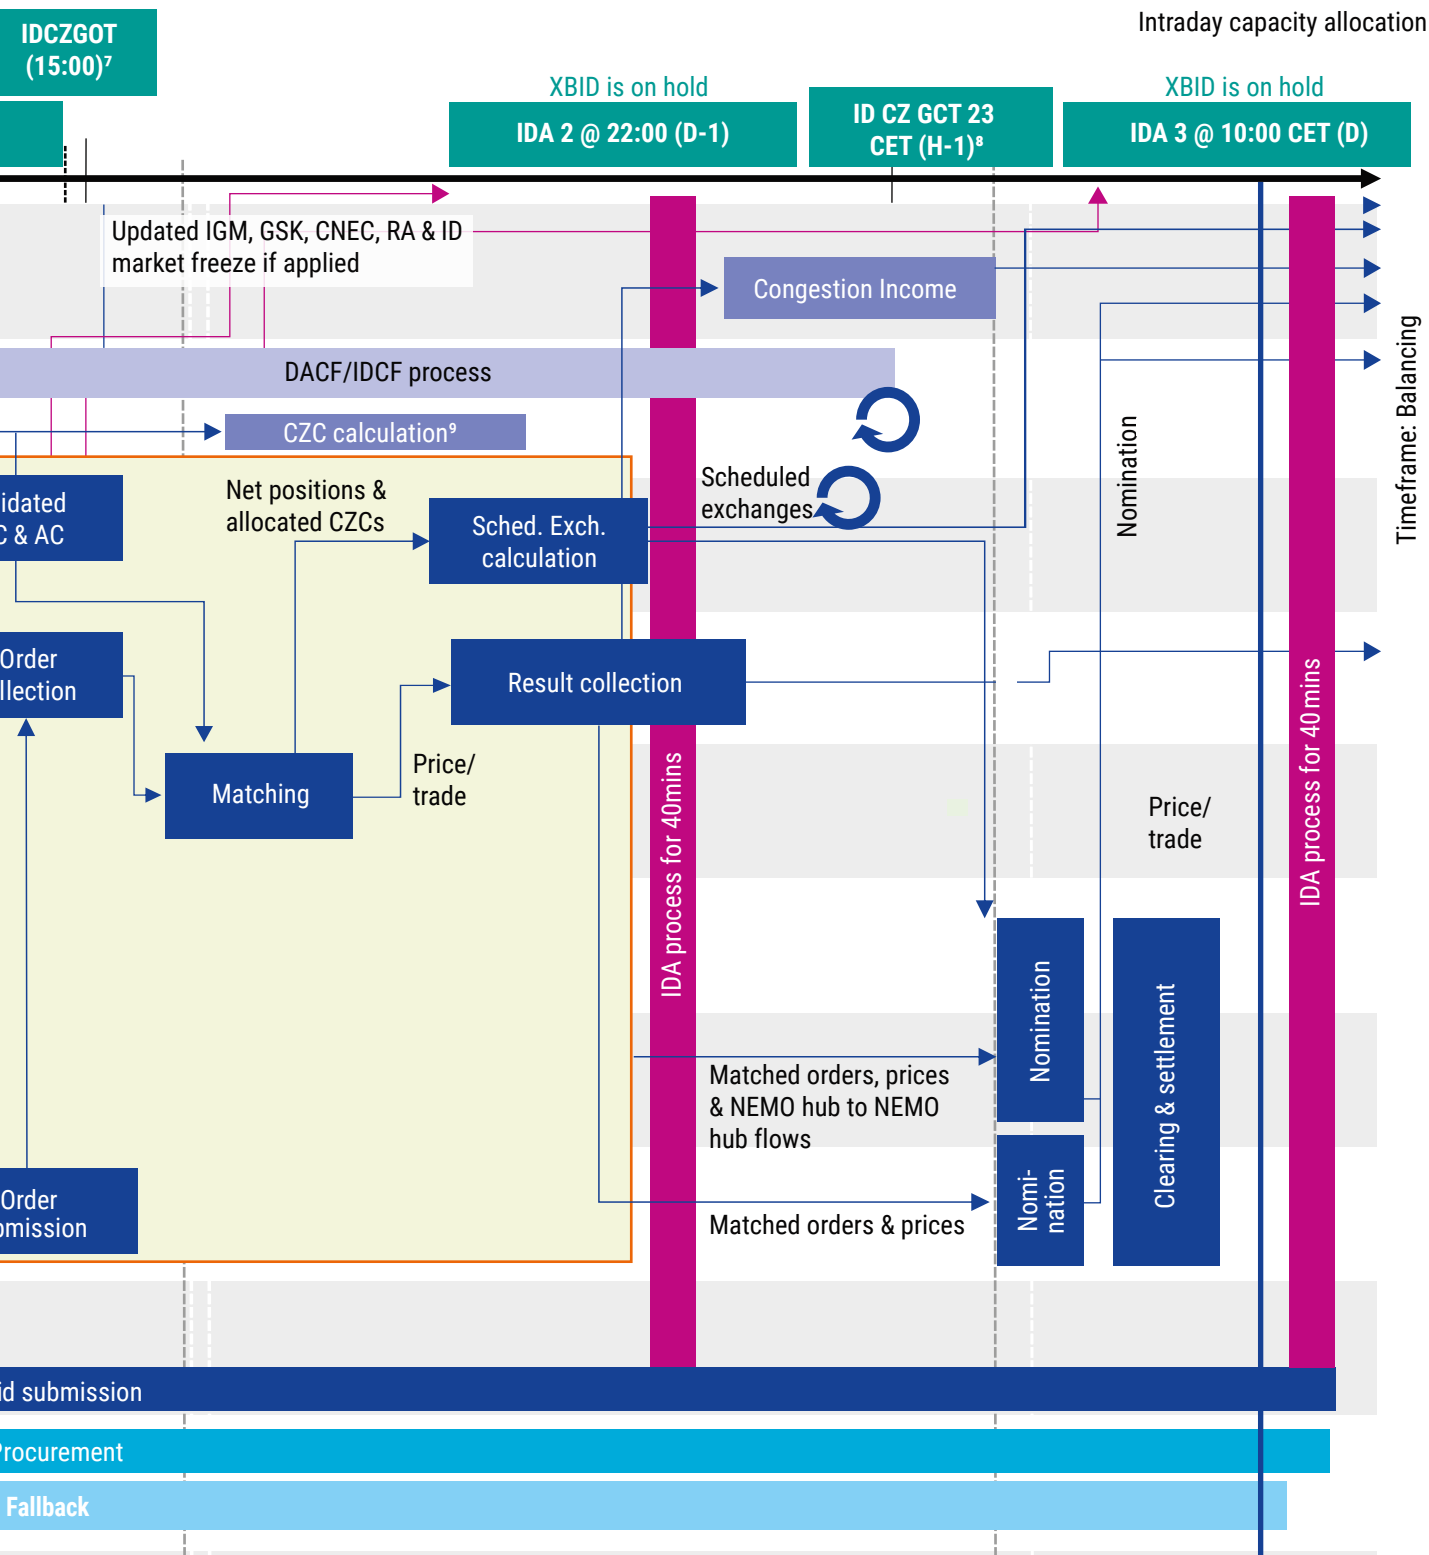 Intraday capacity allocation
IDCZGOT
(15:00)⁷
XBID is on hold
IDA 2 @ 22:00 (D-1)
ID CZ GCT 23
CET (H-1)⁸
XBID is on hold
IDA 3 @ 10:00 CET (D)
Updated IGM, GSK, CNEC, RA & ID
market freeze if applied
Congestion Income
DACF/IDCF process
CZC calculation⁹
Timeframe: Balancing
Nomination
idated
C & AC
Net positions &
allocated CZCs
Sched. Exch.
calculation
Scheduled
exchanges
Order
llection
Result collection
Matching
Price/
trade
IDA process for 40mins
Price/
trade
IDA process for 40 mins
Nomination
Clearing & settlement
Matched orders, prices
& NEMO hub to NEMO
hub flows
Nomi-
nation
Matched orders & prices
Order
omission
id submission
Procurement
Fallback